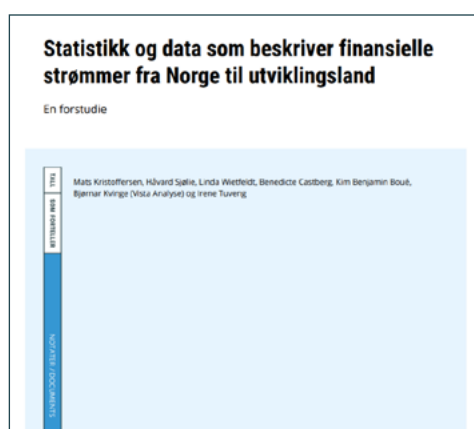 Statistikk og data som beskriver finansielle
strømmer fra Norge til utviklingsland
En forstudie
TALL
SOM FORTELLER
Mats Kristoffersen, Håvard Sjølie, Linda Wietfeldt, Benedicte Castberg, Kim Benjamin Boué,
Bjørnar Kvinge (Vista Analyse) og Irene Tuveng
NOTATER / DOCUMENTS